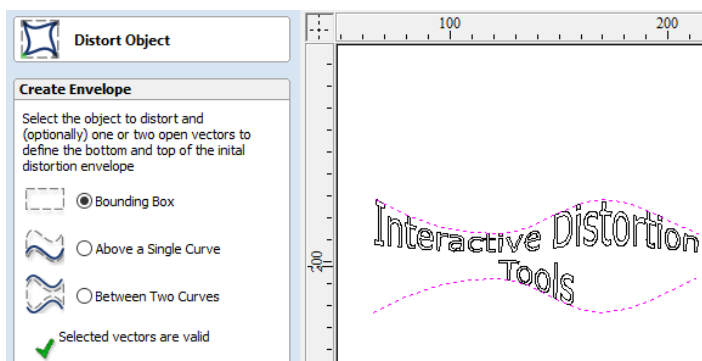 Distort Object
Create Envelope
Select the object to distort and
(optionally) one or two open vectors to
define the bottom and top of the inital
distortion envelope
Bounding Box
Above a Single Curve
Between Two Curves
Selected vectors are valid
100
200
200
Interactive Distortion
Tools